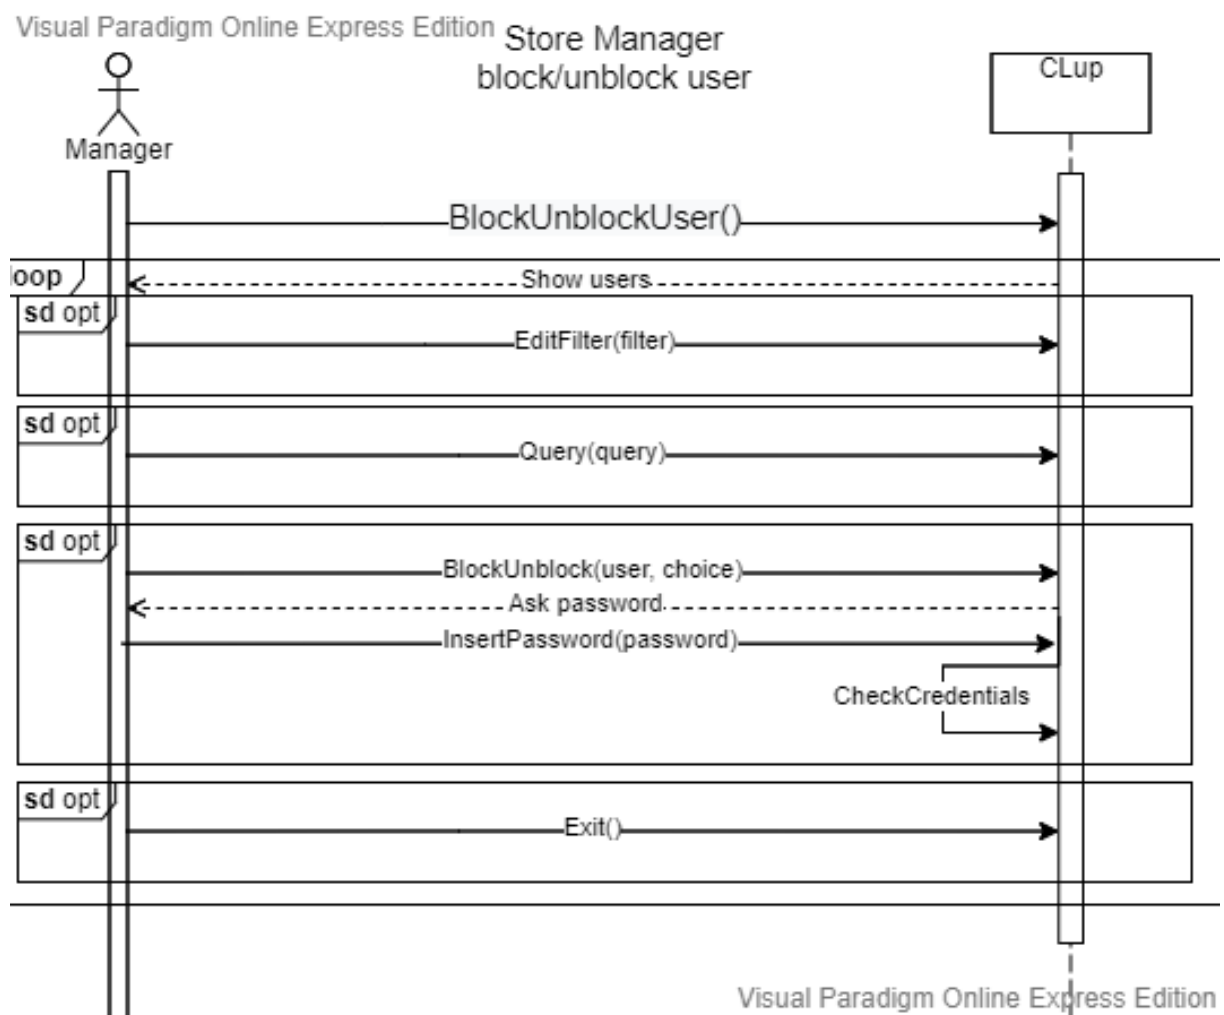 Visual Paradigm Online Express Edition
Store Manager
block/unblock user
CLup
Manager
BlockUnblockUser()
loop
Show users
sd opt
EditFilter(filter)
sd opt
Query(query)
sd opt
BlockUnblock(user, choice)
Ask password
InsertPassword(password)
CheckCredentials
sd opt
Exit()
Visual Paradigm Online Express Edition